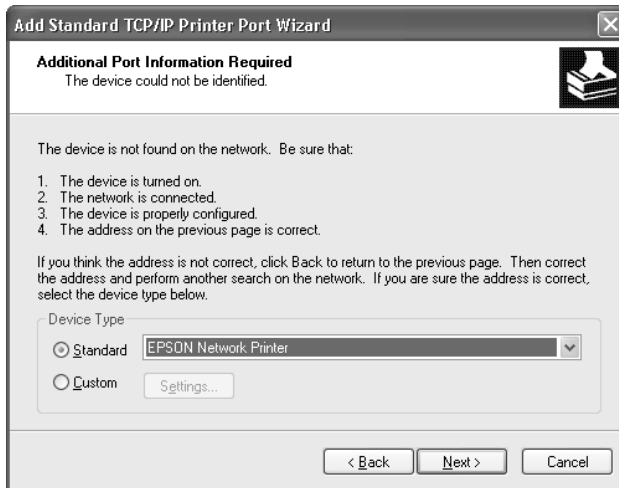 Add Standard TCP/IP Printer Port Wizard
Additional Port Information Required
The device could not be identified.
The device is not found on the network. Be sure that:
1. The device is turned on.
2. The network is connected.
3. The device is properly configured.
4. The address on the previous page is correct.
If you think the address is not correct, click Back to return to the previous page. Then correct
the address and perform another search on the network. If you are sure the address is correct,
select the device type below.
Device Type
Standard EPSON Network Printer
Custom Settings...
< Back Next > Cancel